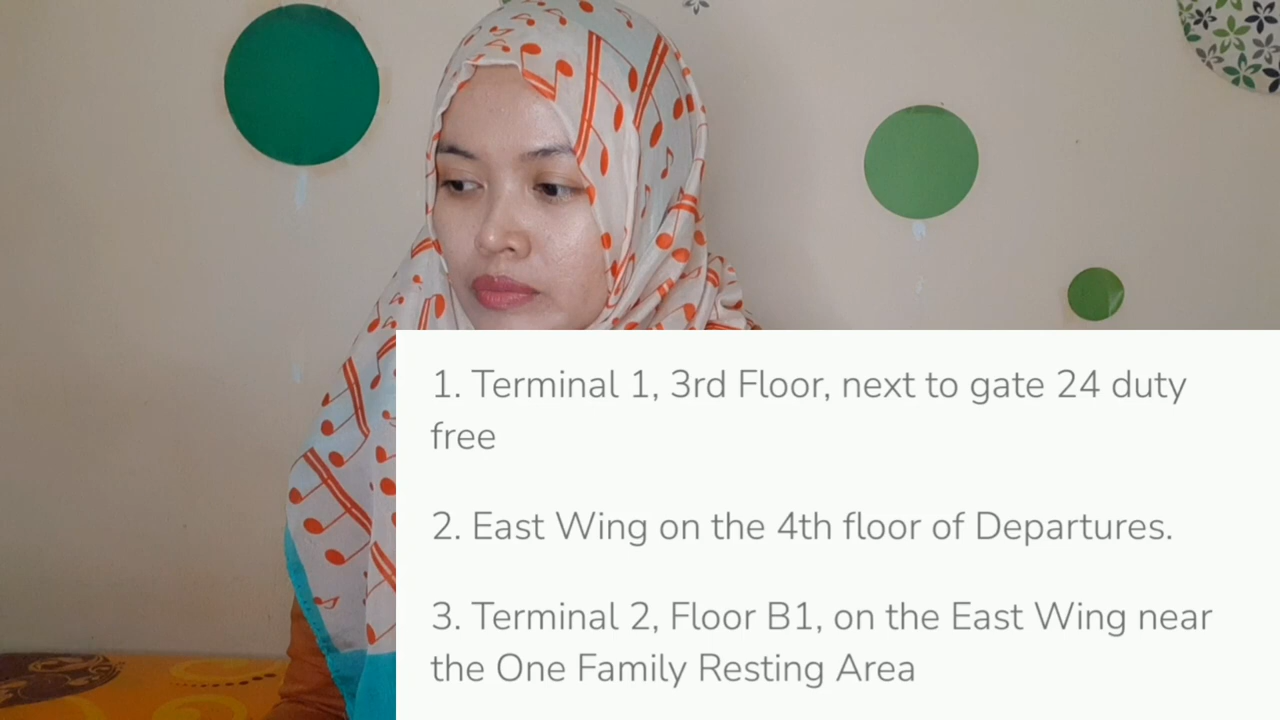 1. Terminal 1, 3rd Floor, next to gate 24 duty
free
2. East Wing on the 4th floor of Departures.
3. Terminal 2, Floor B1, on the East Wing near
the One Family Resting Area